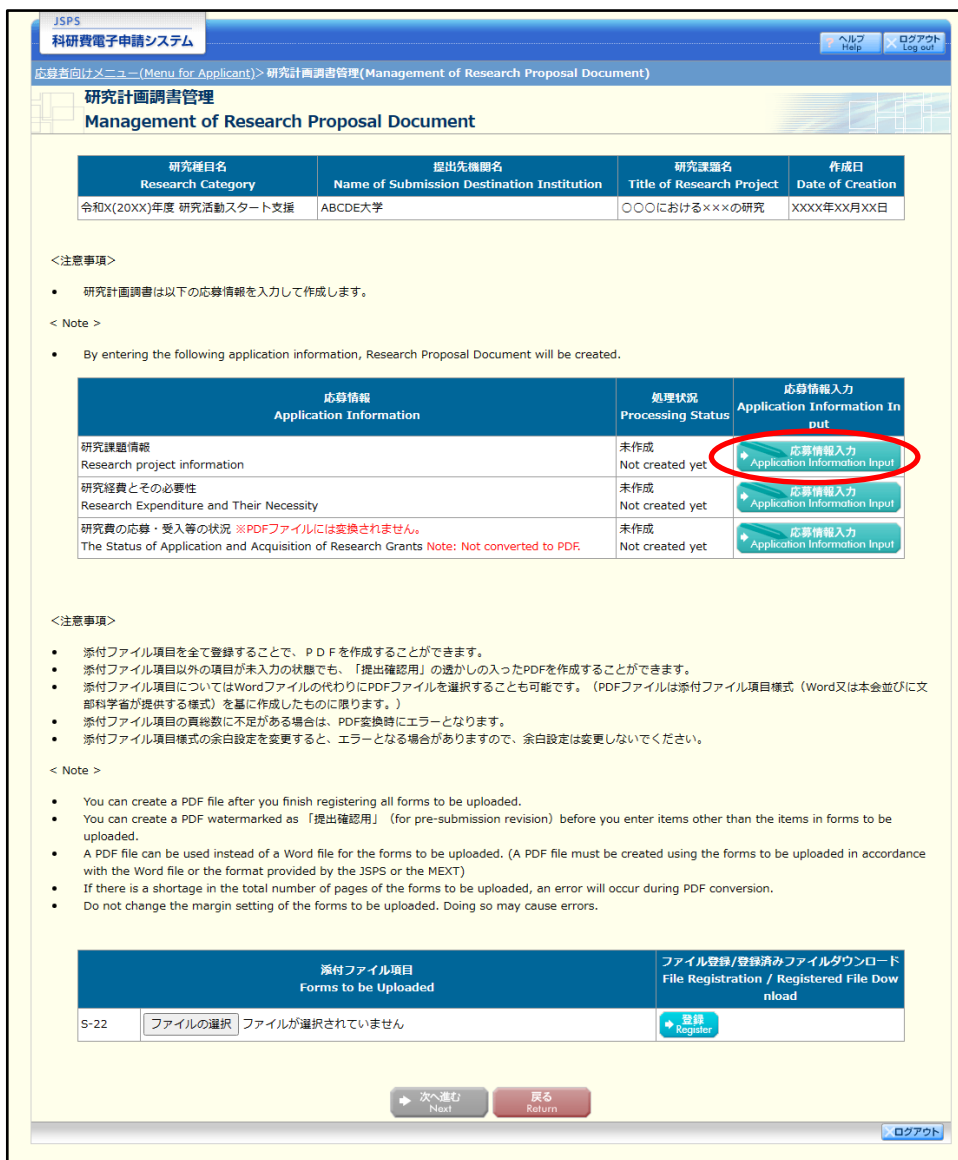 JSPS
科研費電子申請システム
ヘルプ
Help
ログアウト
Log out
応募者向けメニュー(Menu for Applicant)>研究計画調書管理(Management of Research Proposal Document)
研究計画調書管理
Management of Research Proposal Document
研究種目名
Research Category
提出先機関名
Name of Submission Destination Institution
研究課題名
Title of Research Project
作成日
Date of Creation
令和X(20XX)年度 研究活動スタート支援
ABCDE大学
○○○における×××の研究
XXXX年XX月XX日
<注意事項>
• 研究計画調書は以下の応募情報を入力して作成します。
< Note >
• By entering the following application information, Research Proposal Document will be created.
応募情報
Application Information
処理状況
Processing Status
応募情報入力
Application Information In
put
研究課題情報
Research project information
未作成
Not created yet
応募情報入力
Application Information Input
研究経費とその必要性
Research Expenditure and Their Necessity
未作成
Not created yet
応募情報入力
Application Information Input
研究費の応募・受入等の状況 ※PDFファイルには変換されません。
The Status of Application and Acquisition of Research Grants Note: Not converted to PDF.
未作成
Not created yet
応募情報入力
Application Information Input
<注意事項>
• 添付ファイル項目を全て登録することで、ＰＤＦを作成することができます。
• 添付ファイル項目以外の項目が未入力の状態でも、「提出確認用」の透かしの入ったPDFを作成することができます。
• 添付ファイル項目についてはWordファイルの代わりにPDFファイルを選択することも可能です。（PDFファイルは添付ファイル項目様式（Word又は本会並びに文
部科学省が提供する様式）を基に作成したものに限ります。）
• 添付ファイル項目の頁総数に不足がある場合は、PDF変換時にエラーとなります。
• 添付ファイル項目様式の余白設定を変更すると、エラーとなる場合がありますので、余白設定は変更しないでください。
< Note >
• You can create a PDF file after you finish registering all forms to be uploaded.
• You can create a PDF watermarked as 「提出確認用」 (for pre-submission revision) before you enter items other than the items in forms to be
uploaded.
• A PDF file can be used instead of a Word file for the forms to be uploaded. (A PDF file must be created using the forms to be uploaded in accordance
with the Word file or the format provided by the JSPS or the MEXT)
• If there is a shortage in the total number of pages of the forms to be uploaded, an error will occur during PDF conversion.
• Do not change the margin setting of the forms to be uploaded. Doing so may cause errors.
添付ファイル項目
Forms to be Uploaded
ファイル登録/登録済みファイルダウンロード
File Registration / Registered File Dow
nload
S-22
ファイルの選択 ファイルが選択されていません
登録
Register
次へ進む
Next
戻る
Return
ログアウト